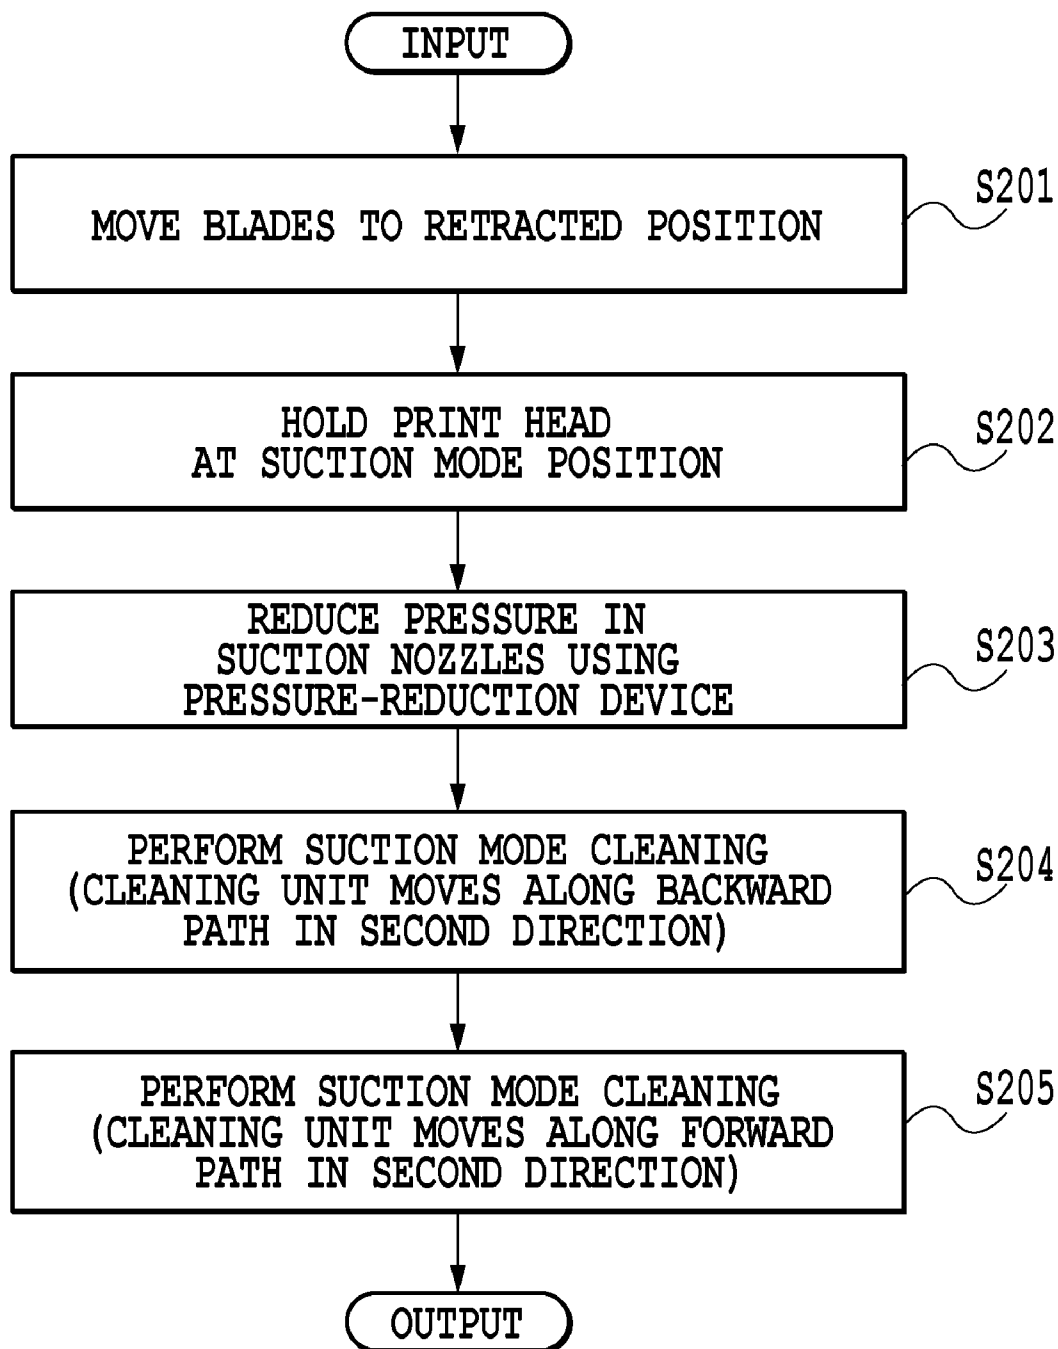 INPUT
MOVE BLADES TO RETRACTED POSITION
S201
HOLD PRINT HEAD
AT SUCTION MODE POSITION
S202
REDUCE PRESSURE IN
SUCTION NOZZLES USING
PRESSURE-REDUCTION DEVICE
S203
PERFORM SUCTION MODE CLEANING
(CLEANING UNIT MOVES ALONG BACKWARD
PATH IN SECOND DIRECTION)
S204
PERFORM SUCTION MODE CLEANING
(CLEANING UNIT MOVES ALONG FORWARD
PATH IN SECOND DIRECTION)
S205
OUTPUT